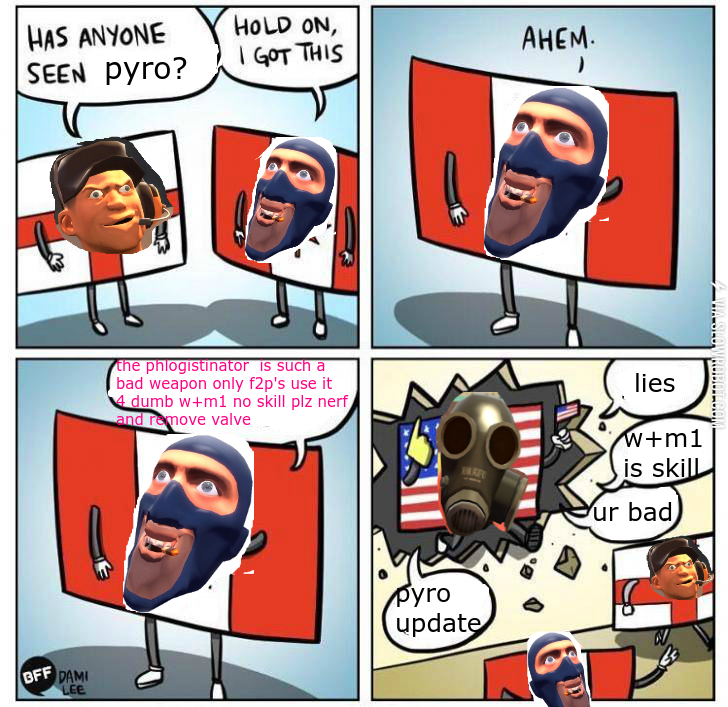 HAS ANYONE
SEEN pyro?
HOLD ON,
I GOT THIS
AHEM.
the phlogistinator is such a
bad weapon only f2p's use it
4 dumb w+m1 no skill plz nerf
and remove valve
lies
w+m1
is skill
ur bad
pyro
update
BFF
DAMI
LEE